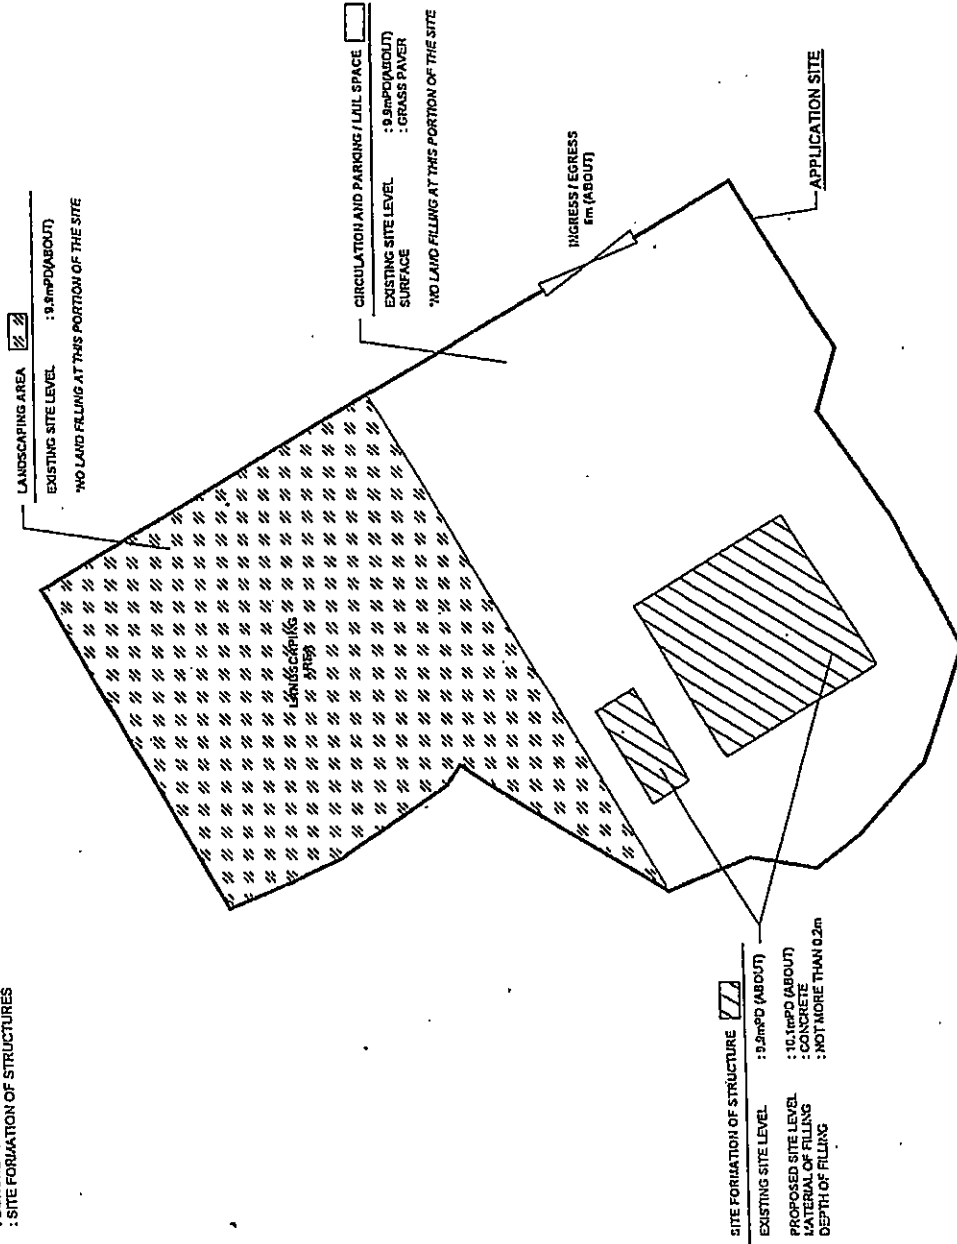 : SITE FORMATION OF STRUCTURES
LANDSCAPING AREA
EXISTING SITE LEVEL : 9.9mPD(ABOUT)
*NO LAND FILLING AT THIS PORTION OF THE SITE
CIRCULATION AND PARKING / L/UL SPACE
EXISTING SITE LEVEL : 9.9mPD(ABOUT)
SURFACE : GRASS PAVER
*NO LAND FILLING AT THIS PORTION OF THE SITE
INGRESS / EGRESS
6m (ABOUT)
APPLICATION SITE
LANDSCAPING
AREA
SITE FORMATION OF STRUCTURE
EXISTING SITE LEVEL : 9.9mPD (ABOUT)
PROPOSED SITE LEVEL : 10.1mPD (ABOUT)
MATERIAL OF FILLING : CONCRETE
DEPTH OF FILLING : NOT MORE THAN 0.2m